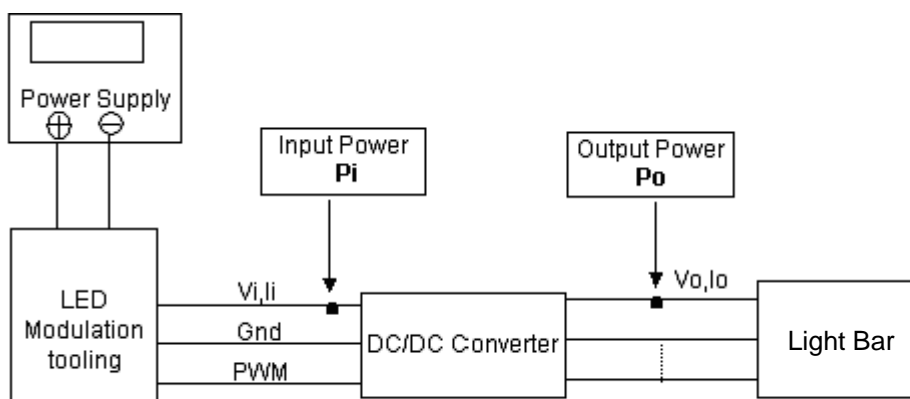 Power Supply
Input Power
Pi
Output Power
Po
LED
Modulation
tooling
Vi,Ii
Gnd
PWM
DC/DC Converter
Vo,Io
Light Bar